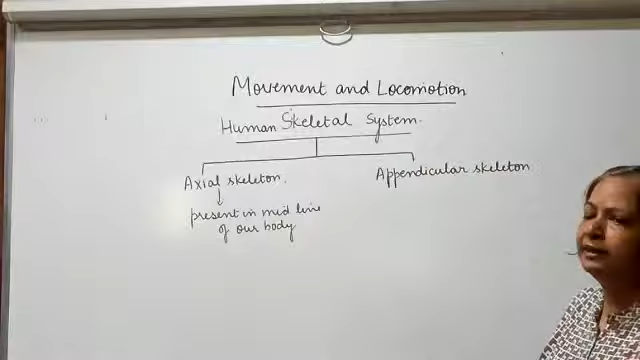 Movement and Locomotion
Human Skeletal System.
Axial skeleton.
Appendicular skeleton
present in mid line
of our body